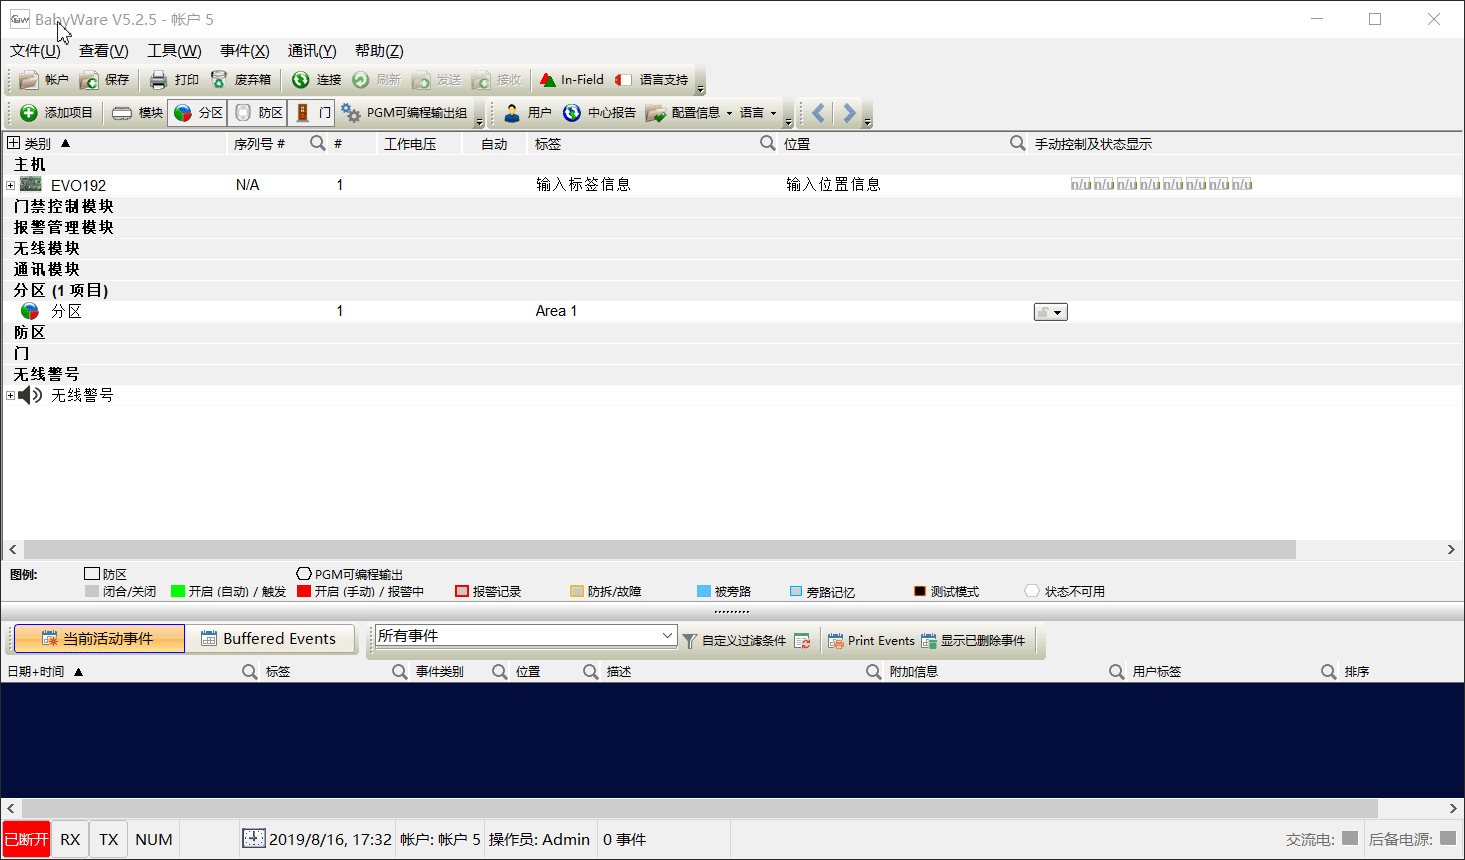 BabyWare V5.2.5 - 帐户 5
文件(U) 查看(V) 工具(W) 事件(X) 通讯(Y) 帮助(Z)
帐户 保存 打印 废弃箱 连接 刷新 发送 接收 In-Field 语言支持
添加项目 模块 分区 防区 门 PGM可编程输出组 用户 中心报告 配置信息 语言
类别 序列号 # # 工作电压 自动 标签 位置 手动控制及状态显示
主机
EVO192 N/A 1 输入标签信息 输入位置信息 n/u n/u n/u n/u n/u n/u n/u n/u
门禁控制模块
报警管理模块
无线模块
通讯模块
分区 (1 项目)
分区 1 Area 1
防区
门
无线警号
无线警号
图例: 防区 PGM可编程输出
闭合/关闭 开启 (自动) / 触发 开启 (手动) / 报警中 报警记录 防拆/故障 被旁路 旁路记忆 测试模式 状态不可用
当前活动事件 Buffered Events 所有事件 自定义过滤条件 Print Events 显示已删除事件
日期+时间 标签 事件类别 位置 描述 附加信息 用户标签 排序
已断开 RX TX NUM 2019/8/16, 17:32 帐户: 帐户 5 操作员: Admin 0 事件 交流电: 后备电源: